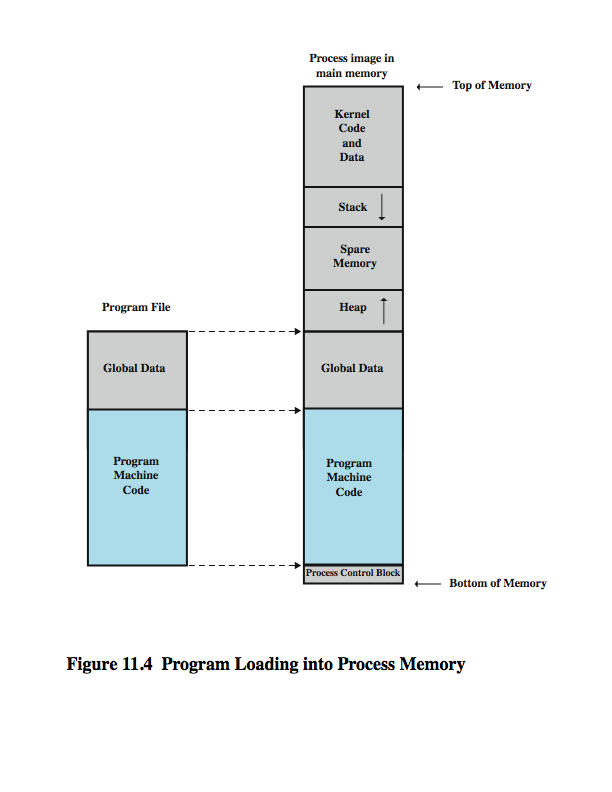 Process image in
main memory
Top of Memory
Kernel
Code
and
Data
Stack
Spare
Memory
Heap
Program File
Global Data
Global Data
Program
Machine
Code
Program
Machine
Code
Process Control Block
Bottom of Memory
Figure 11.4 Program Loading into Process Memory